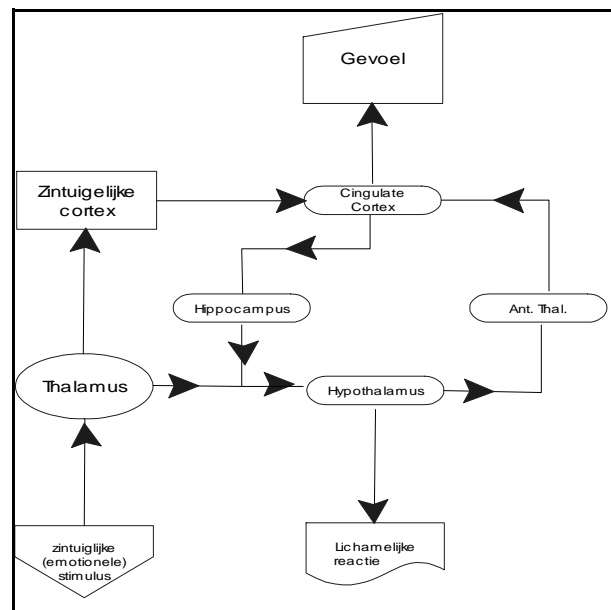 Gevoel
Zintuigelijke
cortex
Cingulate
Cortex
Hippocampus
Ant. Thal.
Thalamus
Hypothalamus
zintuiglijke
(emotionele)
stimulus
Lichamelijke
reactie